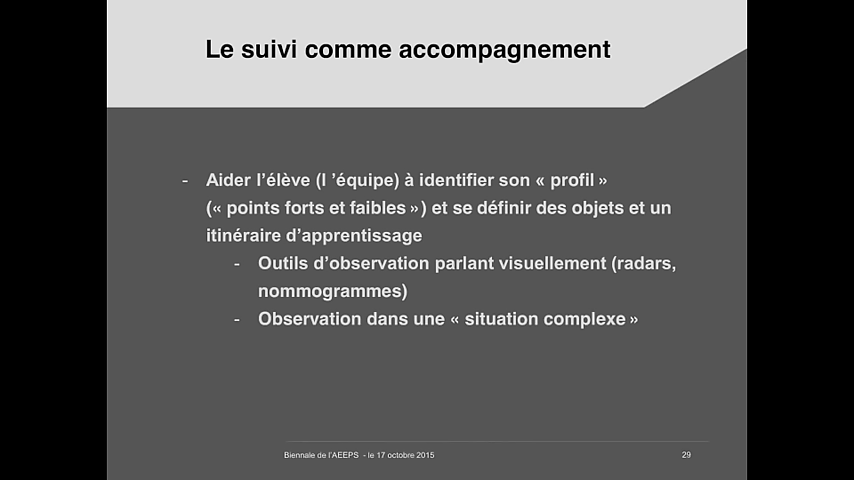 Le suivi comme accompagnement
- Aider l’élève (l ’équipe) à identifier son « profil »
(« points forts et faibles ») et se définir des objets et un
itinéraire d’apprentissage
- Outils d’observation parlant visuellement (radars,
nommogrammes)
- Observation dans une « situation complexe »
Biennale de l’AEEPS - le 17 octobre 2015
29